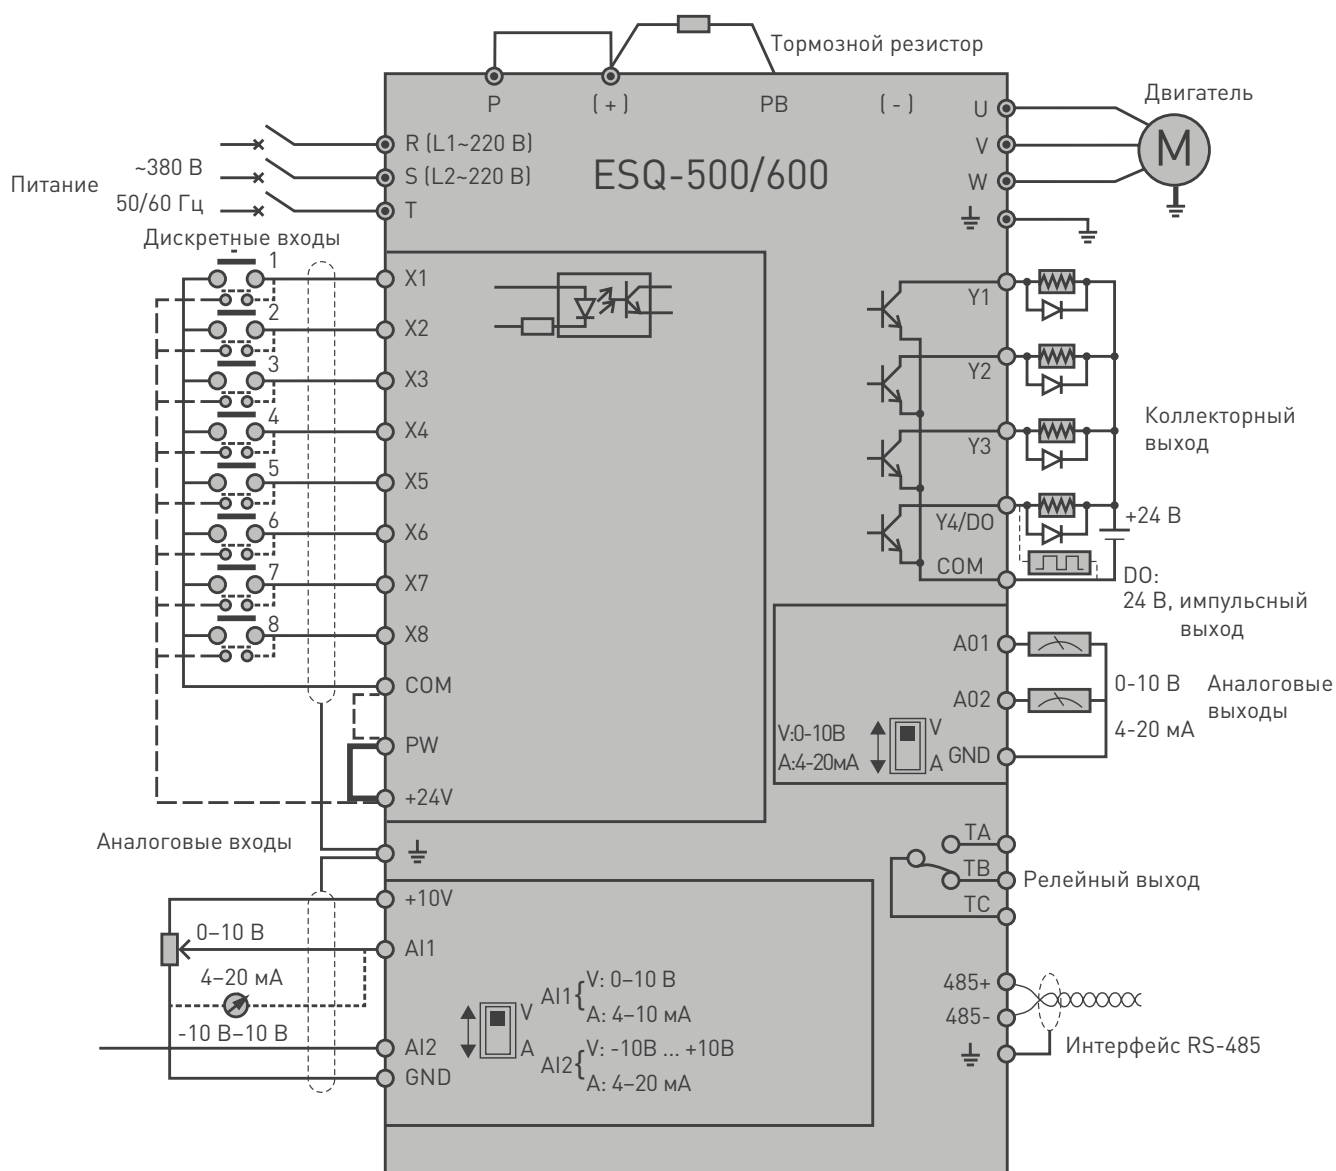 Тормозной резистор
P
(+)
PB
(-)
Двигатель
U
V
W
M
R (L1~220 В)
S (L2~220 В)
T
ESQ-500/600
Питание
~380 В
50/60 Гц
Дискретные входы
1
2
3
4
5
6
7
8
X1
X2
X3
X4
X5
X6
X7
X8
COM
PW
+24V
Y1
Y2
Y3
Y4/DO
COM
Коллекторный
выход
+24 В
DO:
24 В, импульсный
выход
A01
A02
GND
V:0-10В
A:4-20мА
V
A
0-10 В
4-20 мА
Аналоговые
выходы
TA
TB
TC
Релейный выход
Аналоговые входы
+10V
0–10 В
AI1
4–20 мА
-10 В–10 В
AI2
GND
V
A
AI1
V: 0–10 В
A: 4–10 мА
AI2
V: -10В ... +10В
A: 4–20 мА
485+
485-
Интерфейс RS-485